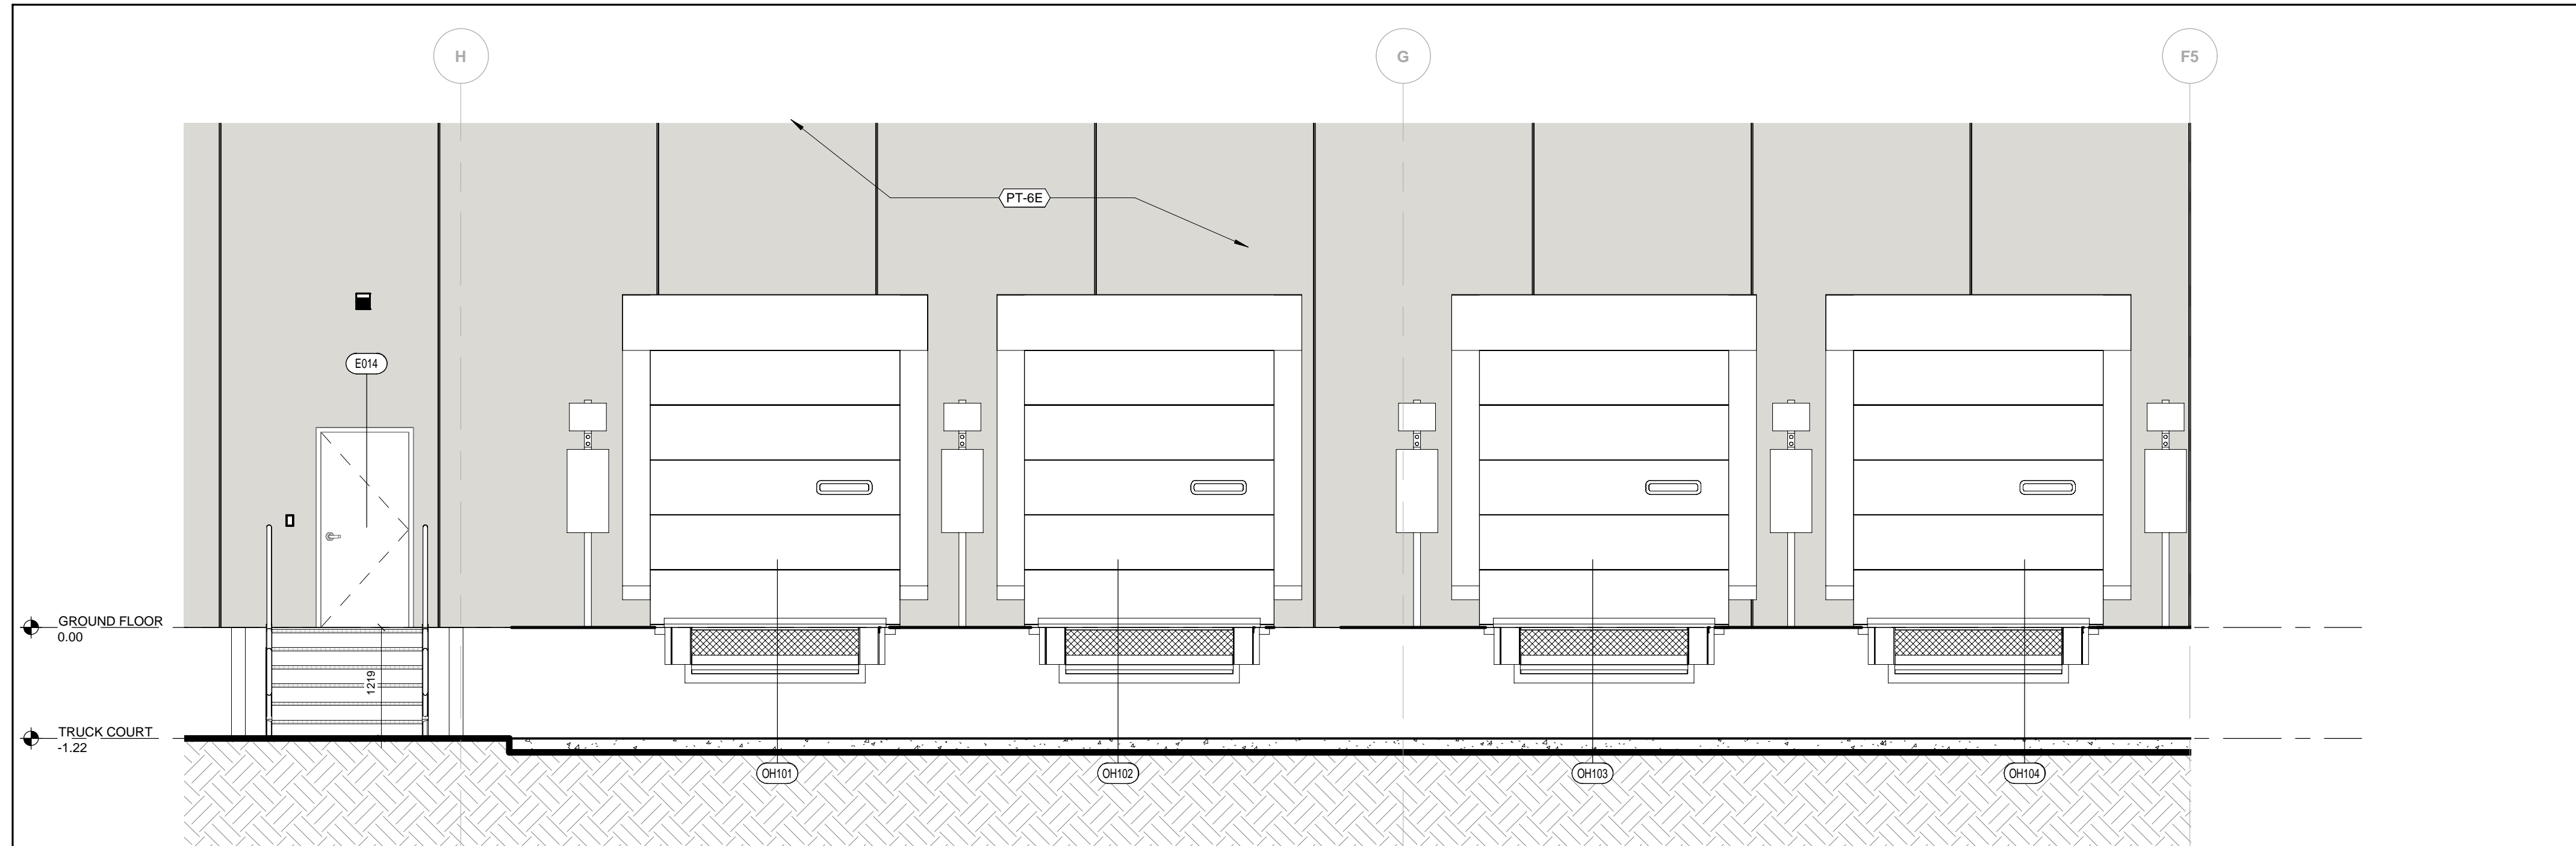 H
G
F5
PT-6E
E014
GROUND FLOOR
0.00
1219
TRUCK COURT
-1.22
OH101
OH102
OH103
OH104